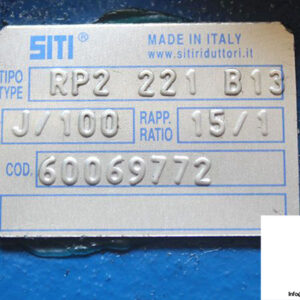 SITI®
MADE IN ITALY
www.sitiriduttori.it
TIPO TYPE RP2 221 B13
J/100 RAPP. RATIO 15/1
COD. 60069772